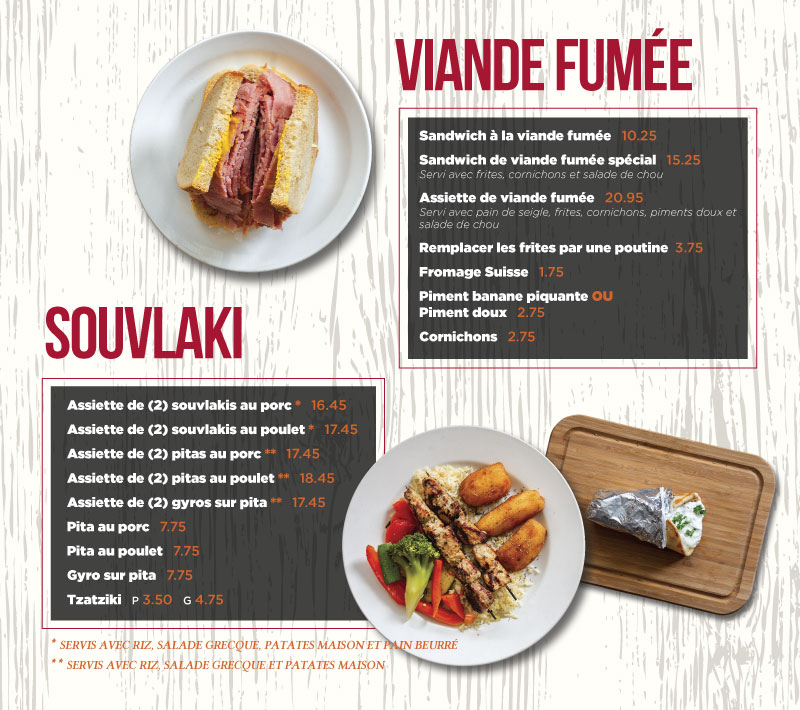 VIANDE FUMÉE
Sandwich à la viande fumée 10.25
Sandwich de viande fumée spécial 15.25
Servi avec frites, cornichons et salade de chou
Assiette de viande fumée 20.95
Servi avec pain de seigle, frites, cornichons, piments doux et
salade de chou
Remplacer les frites par une poutine 3.75
Fromage Suisse 1.75
Piment banane piquante OU
Piment doux 2.75
Cornichons 2.75
SOUVLAKI
Assiette de (2) souvlakis au porc * 16.45
Assiette de (2) souvlakis au poulet * 17.45
Assiette de (2) pitas au porc ** 17.45
Assiette de (2) pitas au poulet ** 18.45
Assiette de (2) gyros sur pita ** 17.45
Pita au porc 7.75
Pita au poulet 7.75
Gyro sur pita 7.75
Tzatziki P 3.50 G 4.75
* SERVIS AVEC RIZ, SALADE GRECQUE, PATATES MAISON ET PAIN BEURRÉ
** SERVIS AVEC RIZ, SALADE GRECQUE ET PATATES MAISON